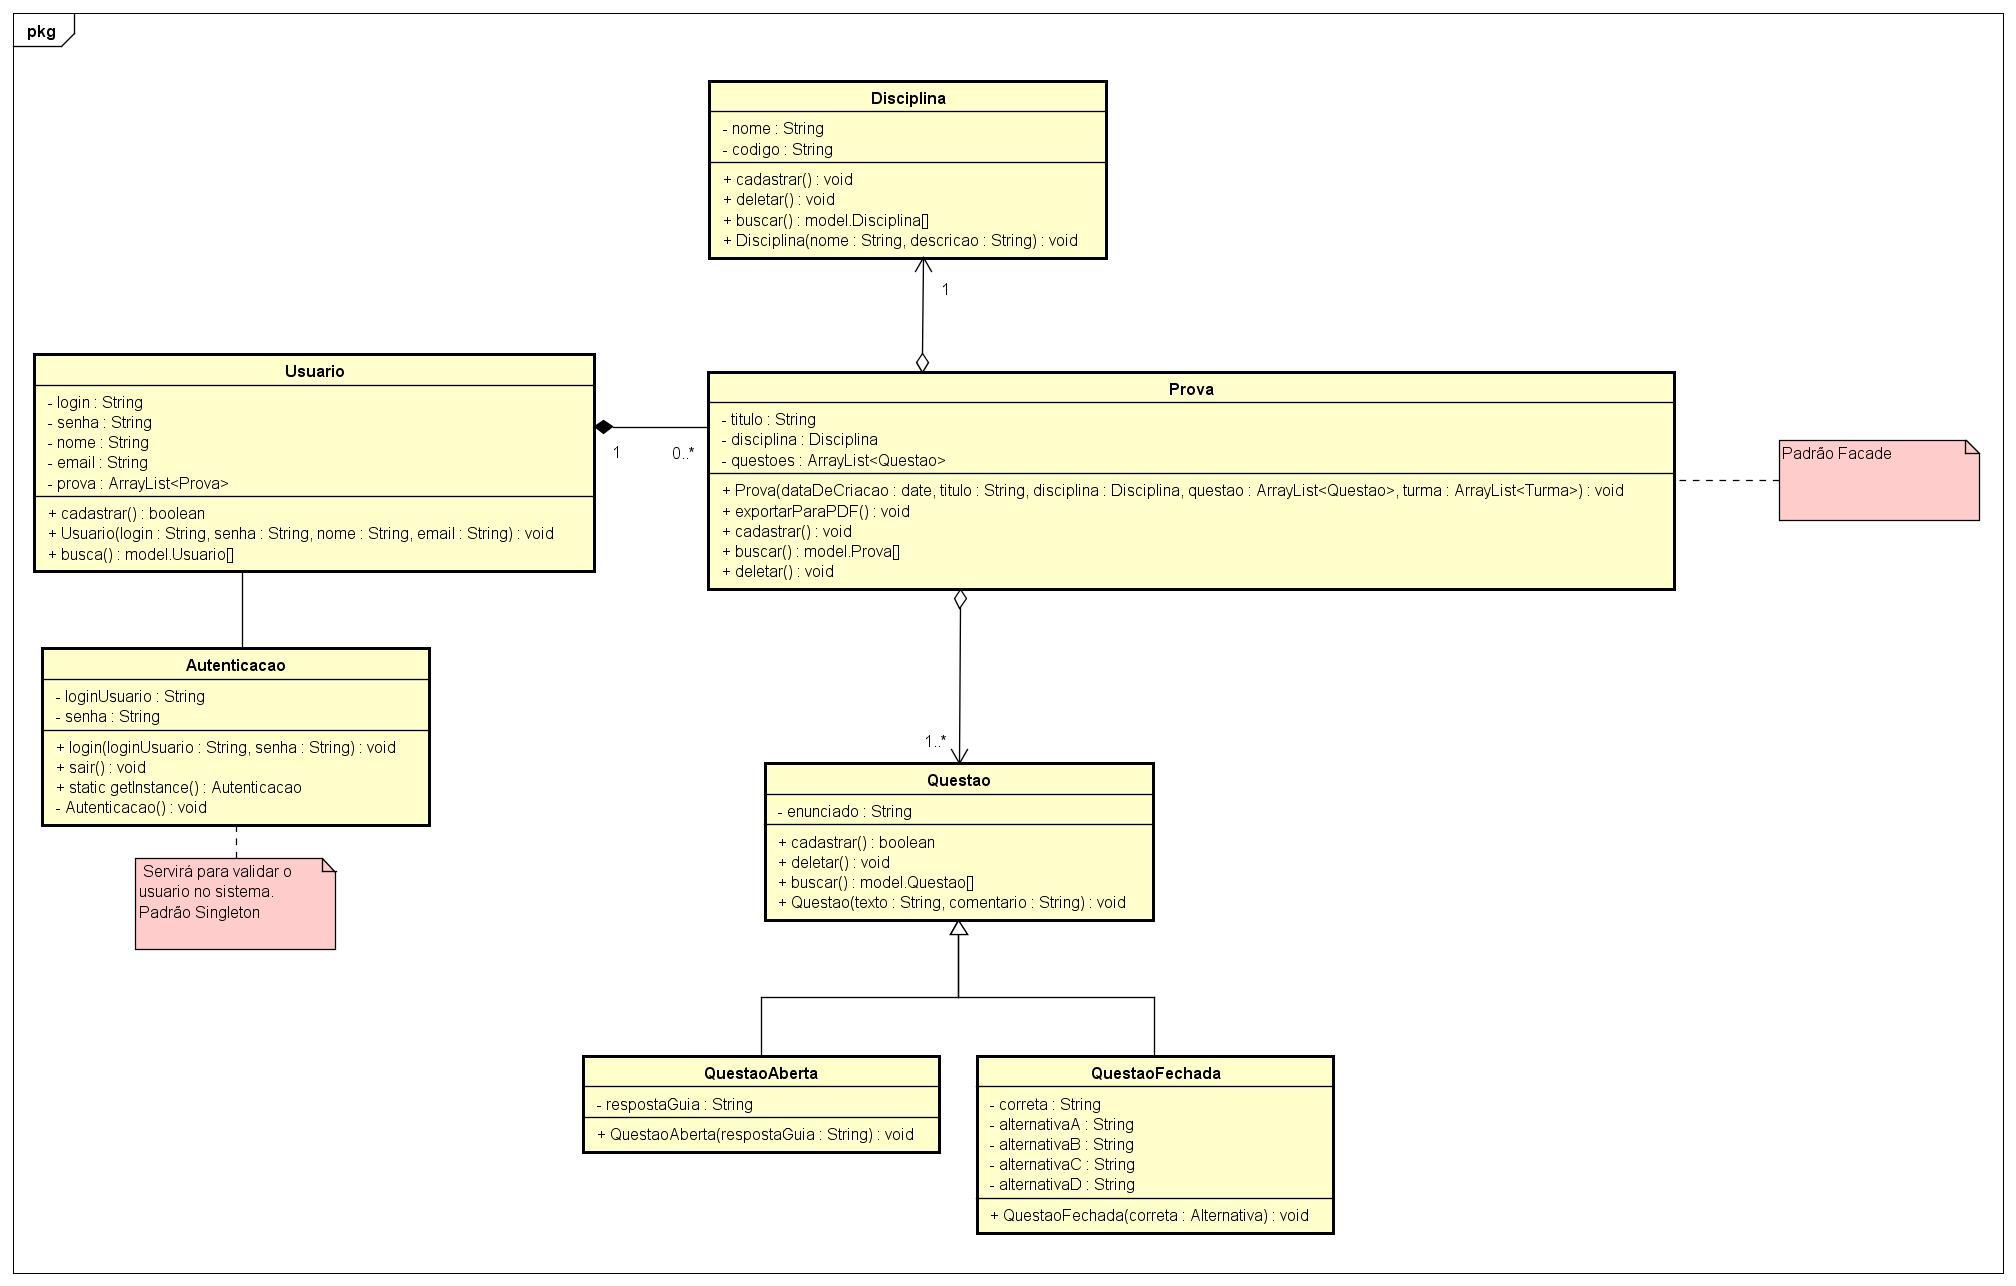 pkg
Disciplina
- nome : String
- codigo : String
+ cadastrar() : void
+ deletar() : void
+ buscar() : model.Disciplina[]
+ Disciplina(nome : String, descricao : String) : void
1
Usuario
- login : String
- senha : String
- nome : String
- email : String
- prova : ArrayList<Prova>
+ cadastrar() : boolean
+ Usuario(login : String, senha : String, nome : String, email : String) : void
+ busca() : model.Usuario[]
1
0..*
Prova
- titulo : String
- disciplina : Disciplina
- questoes : ArrayList<Questao>
+ Prova(dataDeCriacao : date, titulo : String, disciplina : Disciplina, questao : ArrayList<Questao>, turma : ArrayList<Turma>) : void
+ exportarParaPDF() : void
+ cadastrar() : void
+ buscar() : model.Prova[]
+ deletar() : void
Padrão Facade
Autenticacao
- loginUsuario : String
- senha : String
+ login(loginUsuario : String, senha : String) : void
+ sair() : void
+ static getInstance() : Autenticacao
- Autenticacao() : void
Servirá para validar o
usuario no sistema.
Padrão Singleton
1..*
Questao
- enunciado : String
+ cadastrar() : boolean
+ deletar() : void
+ buscar() : model.Questao[]
+ Questao(texto : String, comentario : String) : void
QuestaoAberta
- respostaGuia : String
+ QuestaoAberta(respostaGuia : String) : void
QuestaoFechada
- correta : String
- alternativaA : String
- alternativaB : String
- alternativaC : String
- alternativaD : String
+ QuestaoFechada(correta : Alternativa) : void